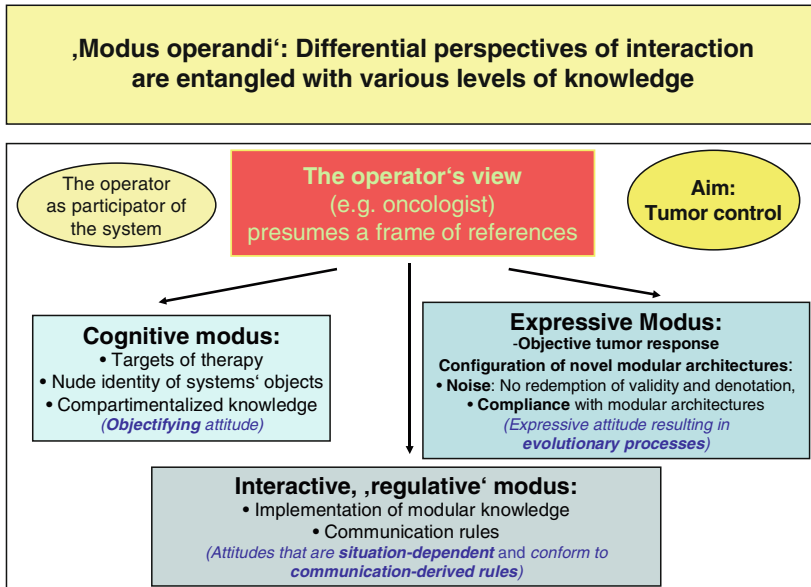 ‚Modus operandi‘: Differential perspectives of interaction
are entangled with various levels of knowledge
The operator
as participator of
the system
The operator‘s view
(e.g. oncologist)
presumes a frame of references
Aim:
Tumor control
Cognitive modus:
• Targets of therapy
• Nude identity of systems‘ objects
• Compartimentalized knowledge
(Objectifying attitude)
Expressive Modus:
-Objective tumor response
Configuration of novel modular architectures:
• Noise: No redemption of validity and denotation,
• Compliance with modular architectures
(Expressive attitude resulting in
evolutionary processes)
Interactive, ‚regulative‘ modus:
• Implementation of modular knowledge
• Communication rules
(Attitudes that are situation-dependent and conform to
communication-derived rules)